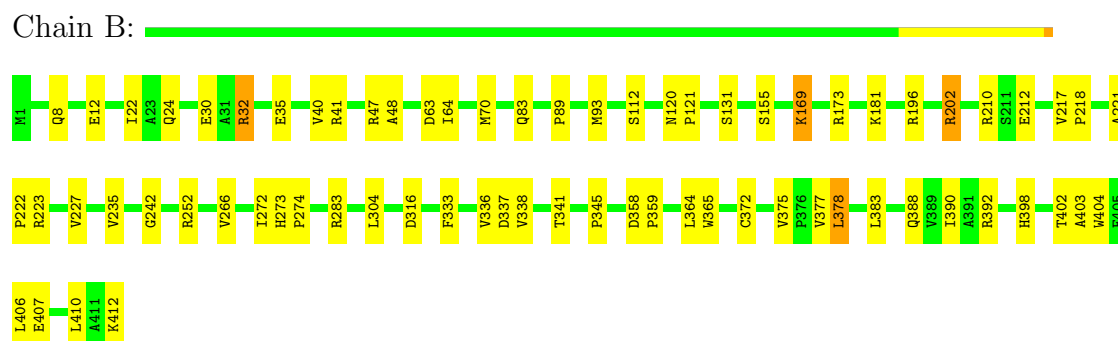 Chain B:
M1 Q8 E12 I22 A23 Q24 E30 A31 R32 E35 V40 R41 R47 A48 D63 I64 M70 Q83 P89 M93 S112 N120 P121 S131 S155 K169 R173 K181 R196 R202 R210 S211 E212 V217 P218 A221
P222 R223 V227 V235 G242 R252 V266 I272 H273 P274 R283 L304 D316 F333 V336 D337 V338 T341 P345 D358 P359 L364 W365 C372 V375 P376 V377 L378 L383 Q388 V389 I390 A391 R392 H398 T402 A403 W404 E405
L406 E407 L410 A411 K412